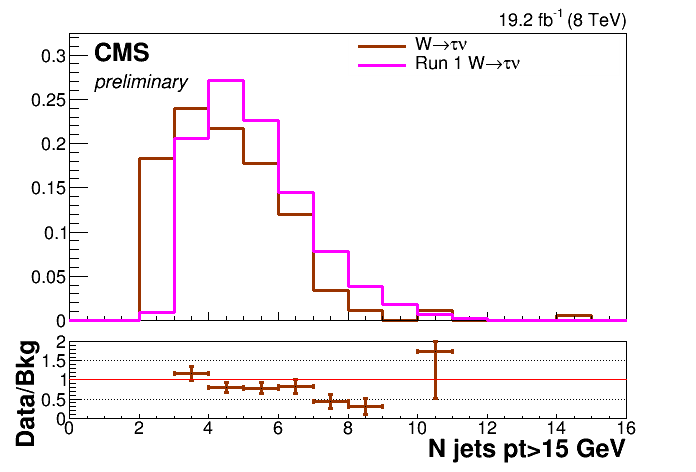 19.2 fb⁻¹ (8 TeV)
CMS
preliminary
W→τν
Run 1 W→τν
0.3
0.25
0.2
0.15
0.1
0.05
0
Data/Bkg
2
1.5
1
0.5
0
0 2 4 6 8 10 12 14 16
N jets pt>15 GeV